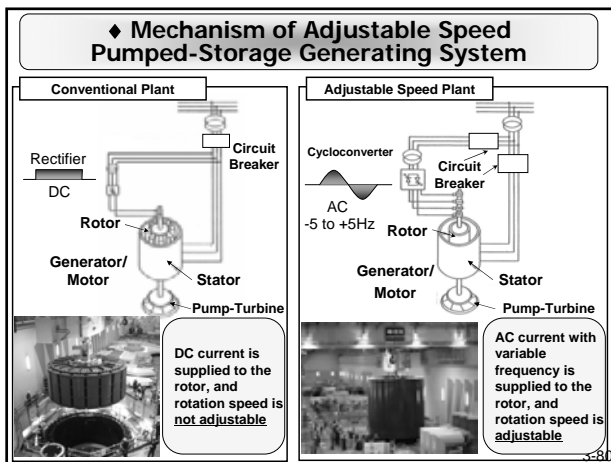 ♦ Mechanism of Adjustable Speed
Pumped-Storage Generating System
Conventional Plant
Circuit
Breaker
Rectifier
DC
Rotor
Generator/
Motor
Stator
Pump-Turbine
DC current is
supplied to the
rotor, and
rotation speed is
not adjustable
Adjustable Speed Plant
Cycloconverter
Circuit
Breaker
AC
-5 to +5Hz
Rotor
Generator/
Motor
Stator
Pump-Turbine
AC current with
variable
frequency is
supplied to the
rotor, and
rotation speed is
adjustable
3-80